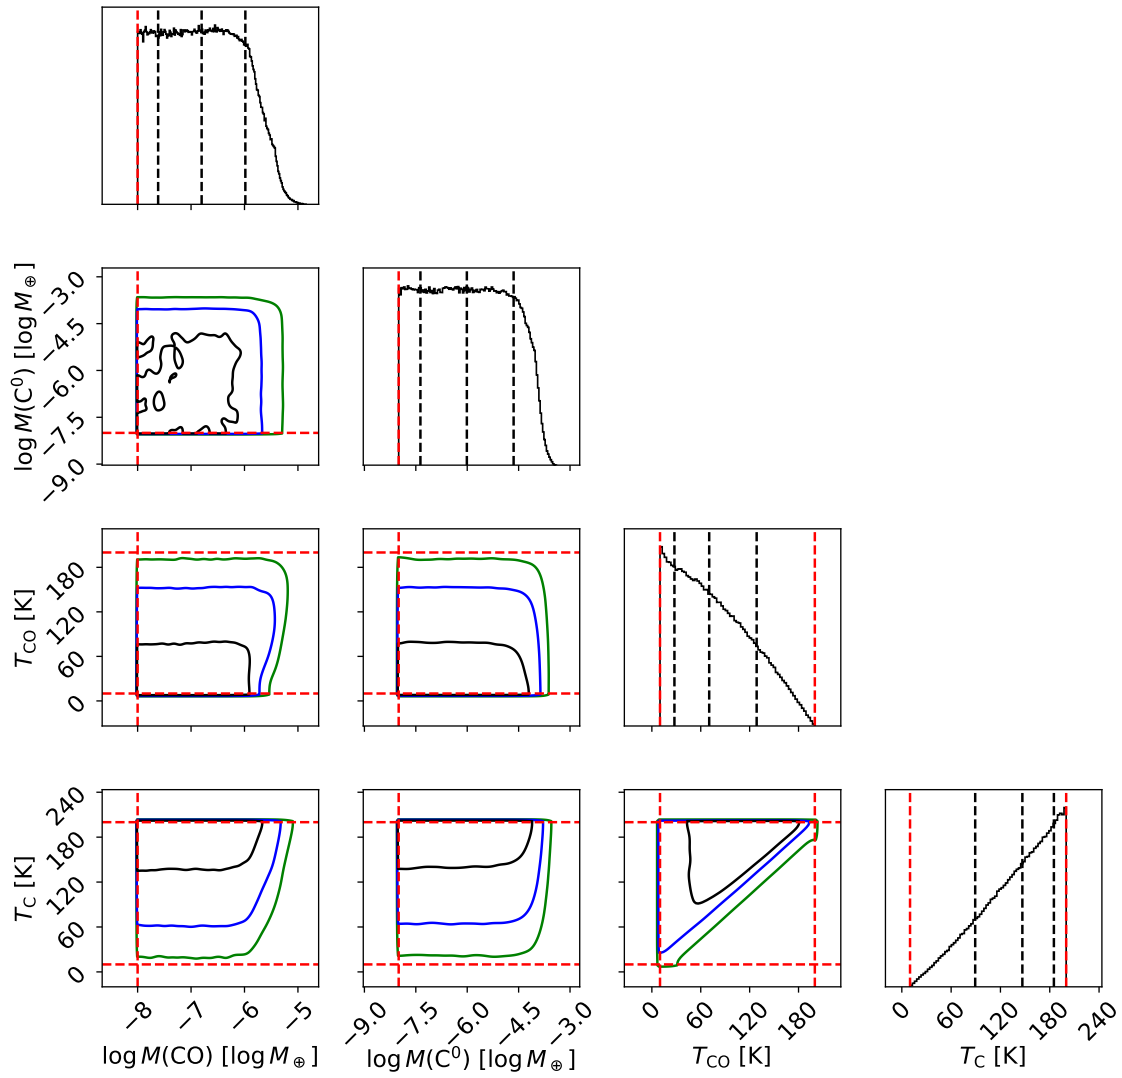 −3.0
−4.5
−6.0
−7.5
−9.0
log M(C⁰) [log M⊕]
180
120
60
0
T_CO [K]
240
180
120
60
0
T_C [K]
−8 −7 −6 −5
log M(CO) [log M⊕]
−9.0 −7.5 −6.0 −4.5 −3.0
log M(C⁰) [log M⊕]
0 60 120 180
T_CO [K]
0 60 120 180 240
T_C [K]